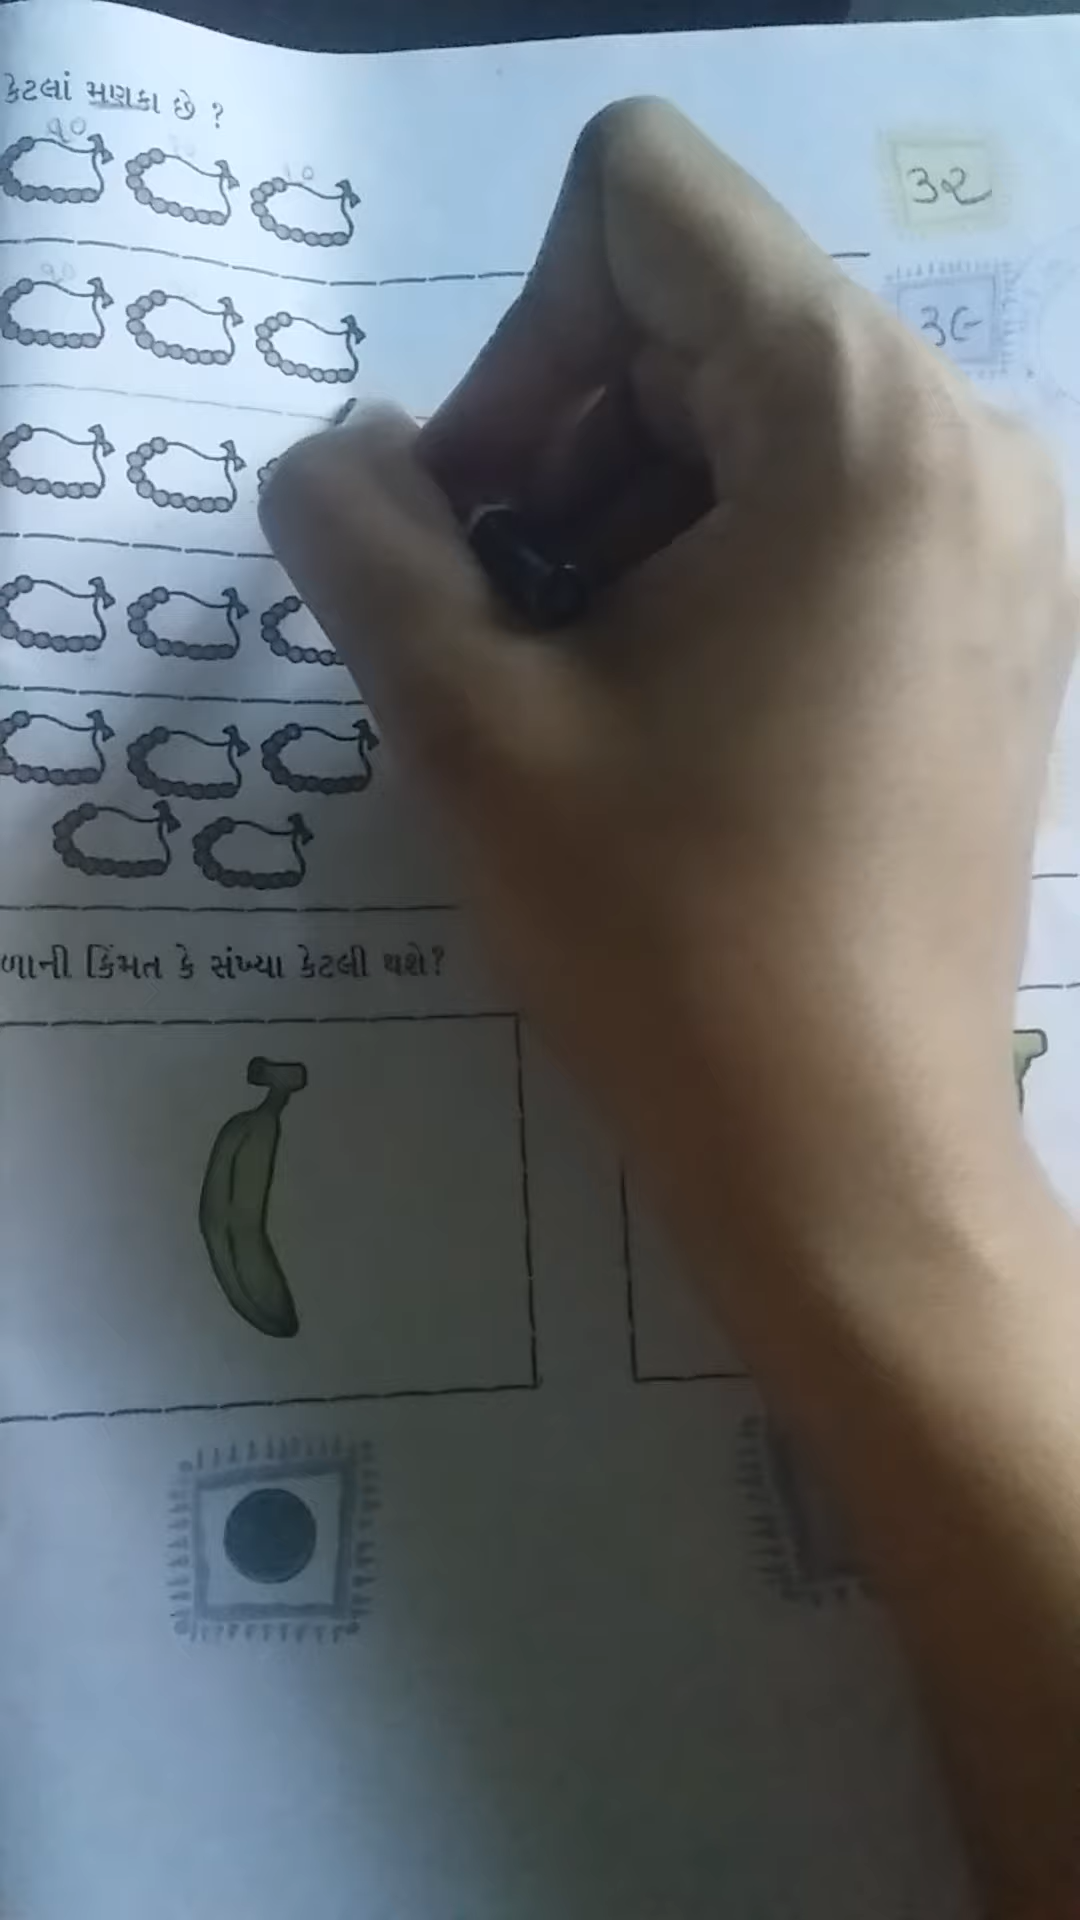 કેટલાં મણકા છે ?
૧૦ ૧૦ ૧૦
૩૨
૧૦
૩૯
ળાની કિંમત કે સંખ્યા કેટલી થશે?